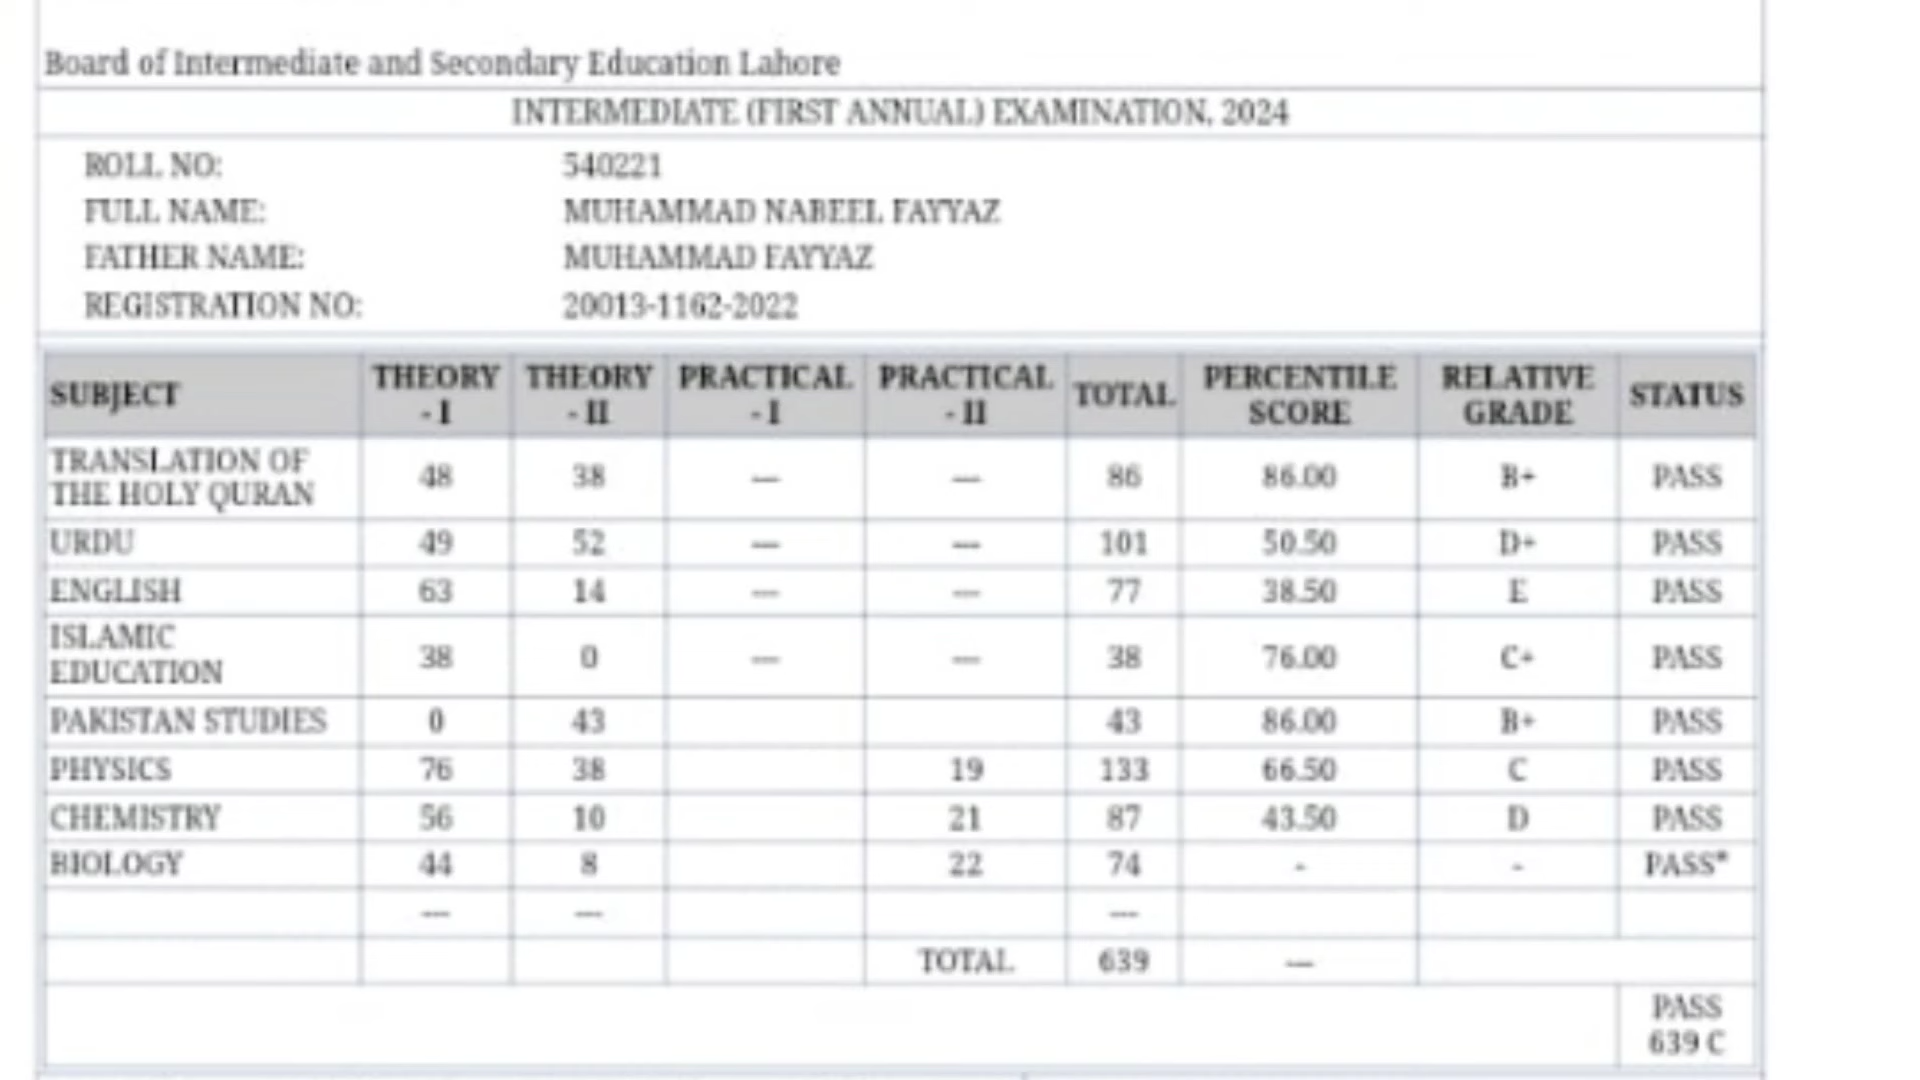 Board of Intermediate and Secondary Education Lahore
INTERMEDIATE (FIRST ANNUAL) EXAMINATION, 2024
ROLL NO: 540221
FULL NAME: MUHAMMAD NABEEL FAYYAZ
FATHER NAME: MUHAMMAD FAYYAZ
REGISTRATION NO: 20013-1162-2022
SUBJECT THEORY - I THEORY - II PRACTICAL - I PRACTICAL - II TOTAL PERCENTILE SCORE RELATIVE GRADE STATUS
TRANSLATION OF THE HOLY QURAN 48 38 --- --- 86 86.00 B+ PASS
URDU 49 52 --- --- 101 50.50 D+ PASS
ENGLISH 63 14 --- --- 77 38.50 E PASS
ISLAMIC EDUCATION 38 0 --- --- 38 76.00 C+ PASS
PAKISTAN STUDIES 0 43 43 86.00 B+ PASS
PHYSICS 76 38 19 133 66.50 C PASS
CHEMISTRY 56 10 21 87 43.50 D PASS
BIOLOGY 44 8 22 74 - - PASS*
--- --- ---
TOTAL 639 ---
PASS
639 C